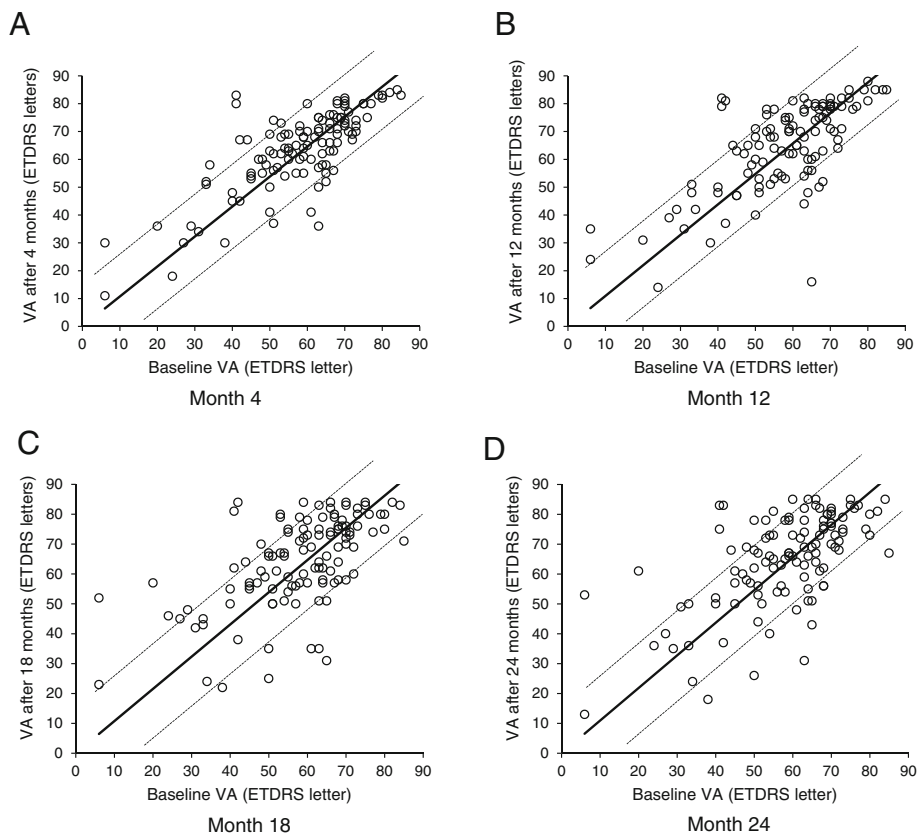 A
VA after 4 months (ETDRS letters)
90
80
70
60
50
40
30
20
10
0
0 10 20 30 40 50 60 70 80 90
Baseline VA (ETDRS letter)
Month 4
B
VA after 12 months (ETDRS letters)
90
80
70
60
50
40
30
20
10
0
0 10 20 30 40 50 60 70 80 90
Baseline VA (ETDRS letter)
Month 12
C
VA after 18 months (ETDRS letters)
90
80
70
60
50
40
30
20
10
0
0 10 20 30 40 50 60 70 80 90
Baseline VA (ETDRS letter)
Month 18
D
VA after 24 months (ETDRS letters)
90
80
70
60
50
40
30
20
10
0
0 10 20 30 40 50 60 70 80 90
Baseline VA (ETDRS letter)
Month 24